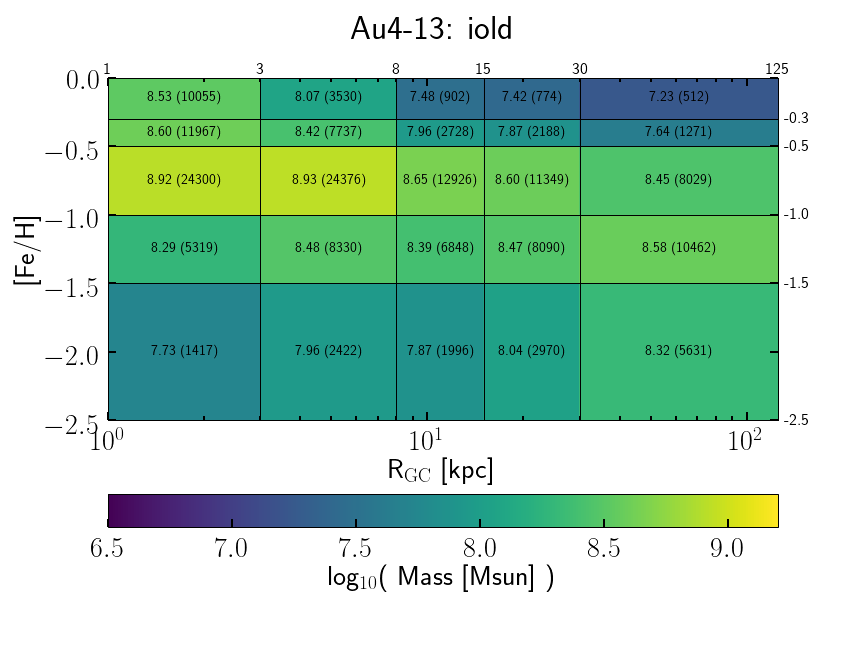 Au4-13: iold
1 3 8 15 30 125
0.0
8.53 (10055) 8.07 (3530) 7.48 (902) 7.42 (774) 7.23 (512)
-0.3
8.60 (11967) 8.42 (7737) 7.96 (2728) 7.87 (2188) 7.64 (1271)
−0.5 -0.5
8.92 (24300) 8.93 (24376) 8.65 (12926) 8.60 (11349) 8.45 (8029)
−1.0 -1.0
[Fe/H]
8.29 (5319) 8.48 (8330) 8.39 (6848) 8.47 (8090) 8.58 (10462)
−1.5 -1.5
7.73 (1417) 7.96 (2422) 7.87 (1996) 8.04 (2970) 8.32 (5631)
−2.0
−2.5 -2.5
10⁰ 10¹ 10²
R_GC [kpc]
6.5 7.0 7.5 8.0 8.5 9.0
log₁₀( Mass [Msun] )